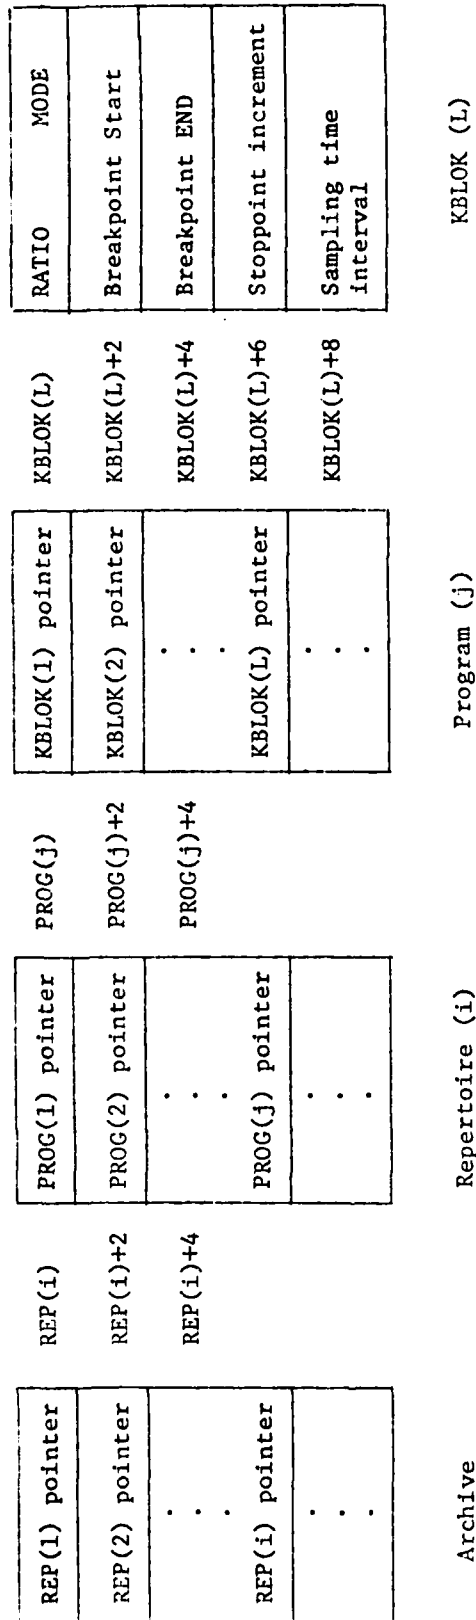 REP(1) pointer
REP(2) pointer
. . .
REP(i) pointer
. . .
Archive
REP(i)
REP(i)+2
REP(i)+4
PROG(1) pointer
PROG(2) pointer
. . .
PROG(j) pointer
. . .
Repertoire (i)
PROG(j)
PROG(j)+2
PROG(j)+4
KBLOK(1) pointer
KBLOK(2) pointer
. . .
KBLOK(L) pointer
. . .
Program (j)
KBLOK(L)
KBLOK(L)+2
KBLOK(L)+4
KBLOK(L)+6
KBLOK(L)+8
RATIO MODE
Breakpoint Start
Breakpoint END
Stoppoint increment
Sampling time
interval
KBLOK (L)